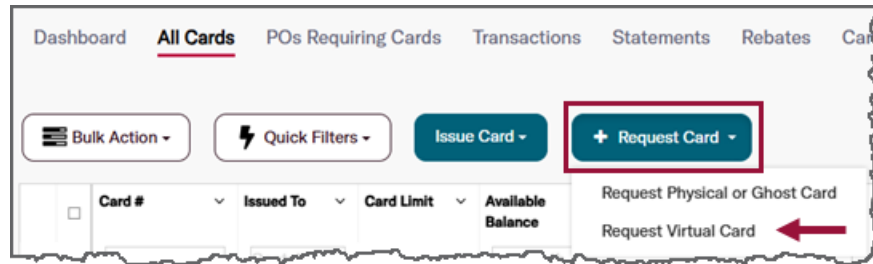 Dashboard All Cards POs Requiring Cards Transactions Statements Rebates
Bulk Action Quick Filters Issue Card + Request Card
Request Physical or Ghost Card
Card # Issued To Card Limit Available
Balance
Request Virtual Card